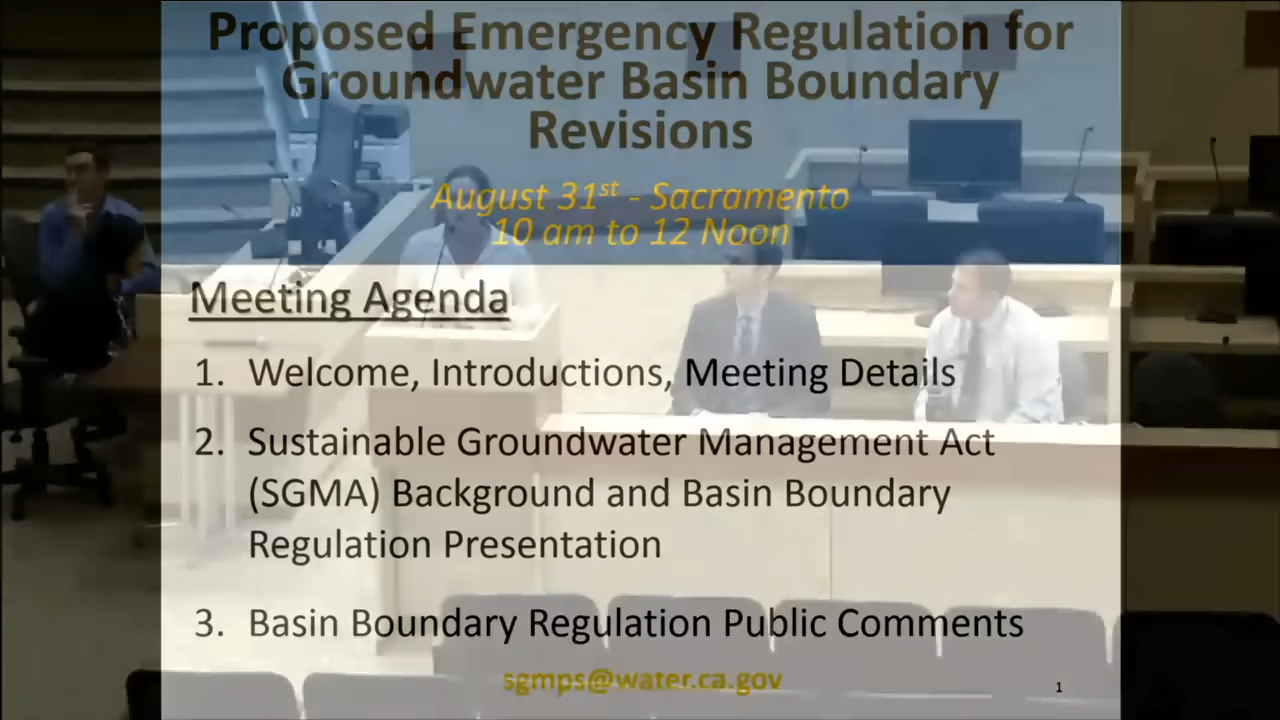 Proposed Emergency Regulation for
Groundwater Basin Boundary
Revisions
August 31st - Sacramento
10 am to 12 Noon
Meeting Agenda
1. Welcome, Introductions, Meeting Details
2. Sustainable Groundwater Management Act
(SGMA) Background and Basin Boundary
Regulation Presentation
3. Basin Boundary Regulation Public Comments
sgmps@water.ca.gov
1